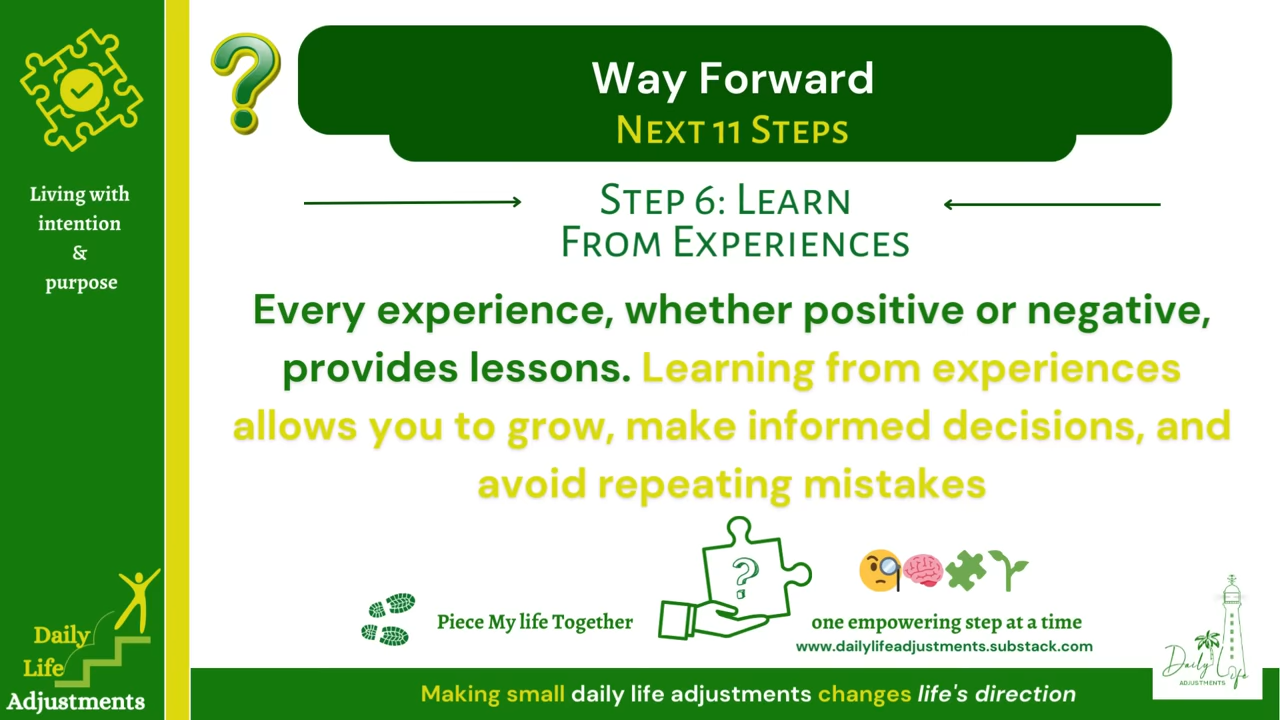 Living with
intention
&
purpose
Daily
Life
Adjustments
?
Way Forward
Next 11 Steps
Step 6: Learn
From Experiences
Every experience, whether positive or negative,
provides lessons. Learning from experiences
allows you to grow, make informed decisions, and
avoid repeating mistakes
?
Piece My life Together
one empowering step at a time
www.dailylifeadjustments.substack.com
Making small daily life adjustments changes life's direction
Daily Life
ADJUSTMENTS